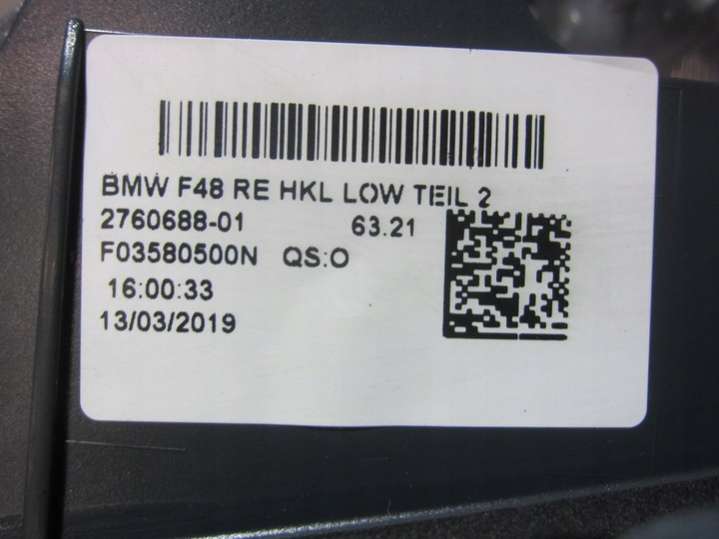 BMW F48 RE HKL LOW TEIL 2
2760688-01 63.21
F03580500N QS:O
16:00:33
13/03/2019